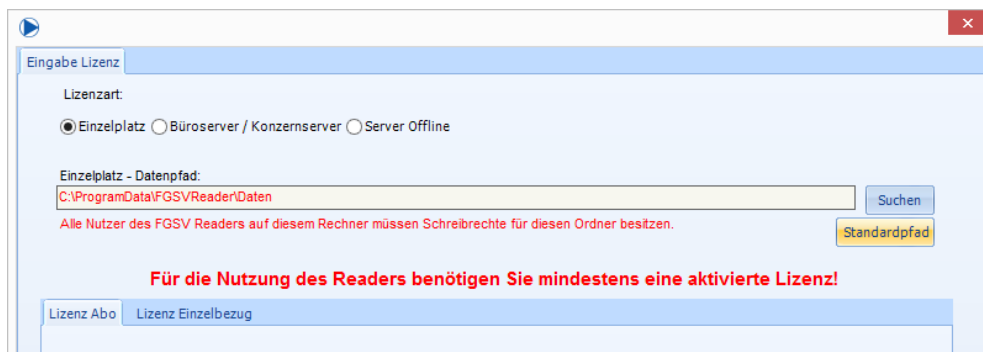 Eingabe Lizenz
Lizenzart:
Einzelplatz Büroserver / Konzernserver Server Offline
Einzelplatz - Datenpfad:
C:\ProgramData\FGSVReader\Daten
Suchen
Alle Nutzer des FGSV Readers auf diesem Rechner müssen Schreibrechte für diesen Ordner besitzen.
Standardpfad
Für die Nutzung des Readers benötigen Sie mindestens eine aktivierte Lizenz!
Lizenz Abo Lizenz Einzelbezug